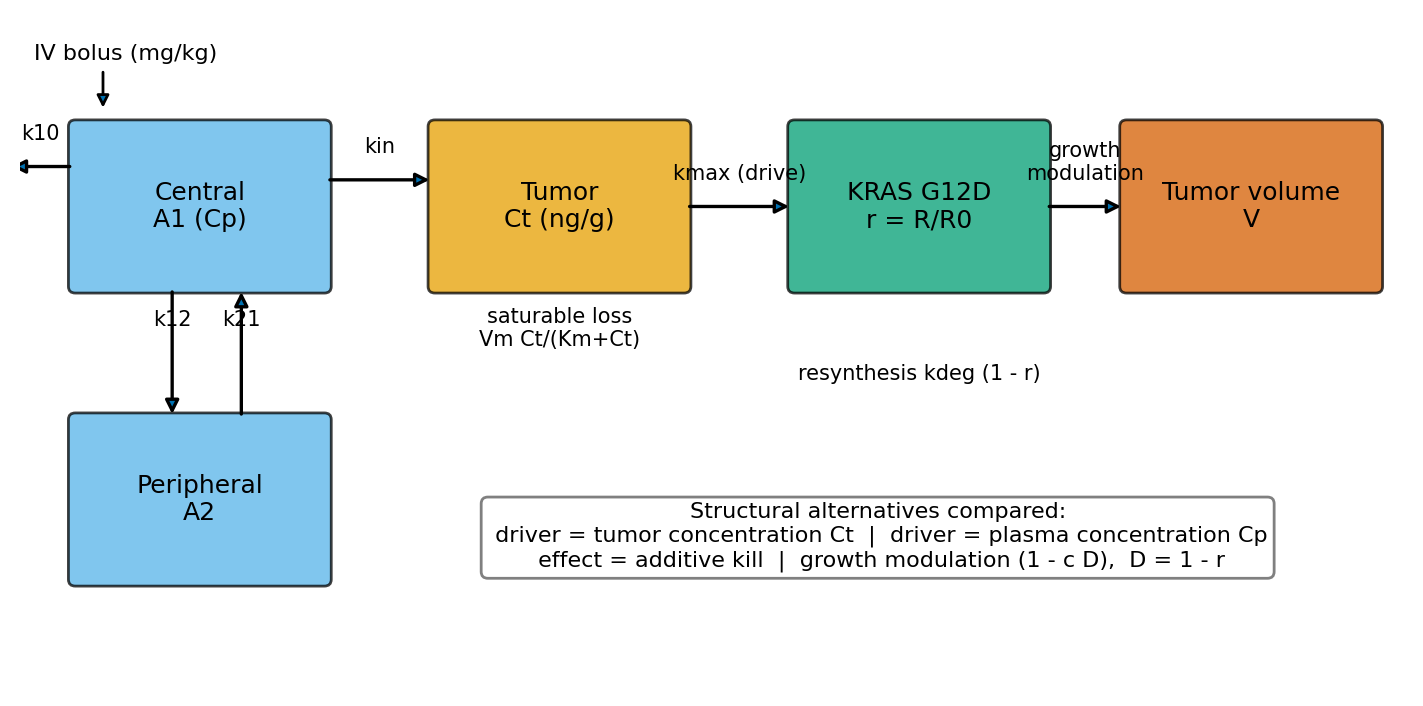 IV bolus (mg/kg)
k10
Central
A1 (Cp)
kin
Tumor
Ct (ng/g)
kmax (drive)
KRAS G12D
r = R/R0
growth
modulation
Tumor volume
V
k12
k21
saturable loss
Vm Ct/(Km+Ct)
resynthesis kdeg (1 - r)
Peripheral
A2
Structural alternatives compared:
driver = tumor concentration Ct | driver = plasma concentration Cp
effect = additive kill | growth modulation (1 - c D), D = 1 - r